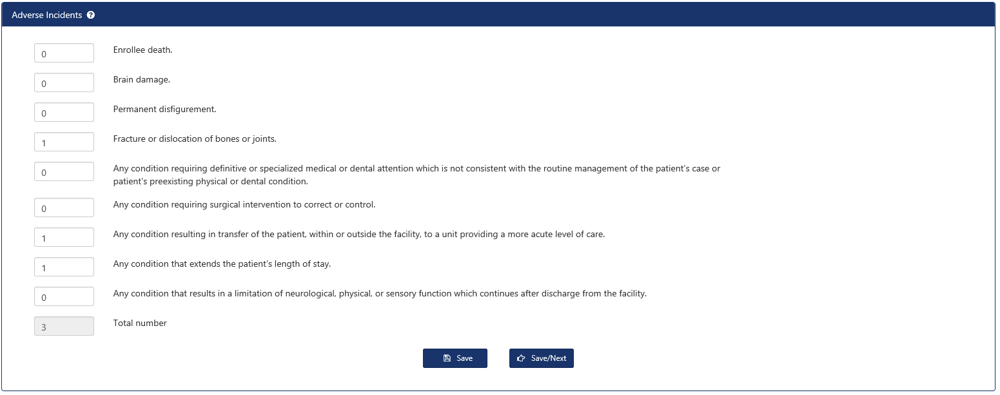 Adverse Incidents ?
0 Enrollee death.
0 Brain damage.
0 Permanent disfigurement.
1 Fracture or dislocation of bones or joints.
0 Any condition requiring definitive or specialized medical or dental attention which is not consistent with the routine management of the patient’s case or
patient’s preexisting physical or dental condition.
0 Any condition requiring surgical intervention to correct or control.
1 Any condition resulting in transfer of the patient, within or outside the facility, to a unit providing a more acute level of care.
1 Any condition that extends the patient’s length of stay.
0 Any condition that results in a limitation of neurological, physical, or sensory function which continues after discharge from the facility.
3 Total number
Save Save/Next